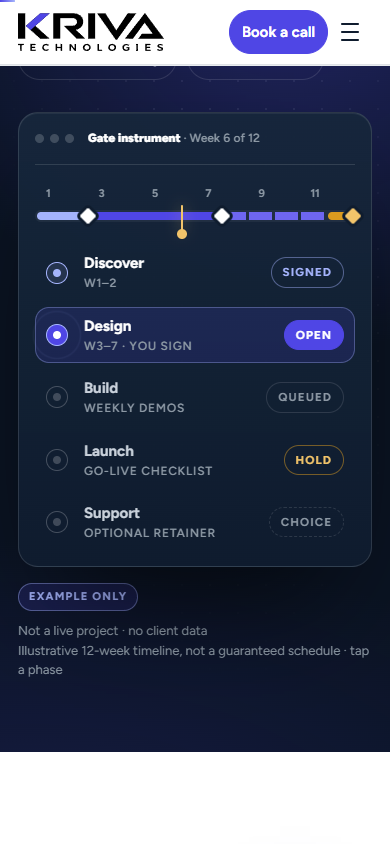 KRIVA
TECHNOLOGIES
Book a call
Gate instrument · Week 6 of 12
1 3 5 7 9 11
Discover
W1–2
SIGNED
Design
W3–7 · YOU SIGN
OPEN
Build
WEEKLY DEMOS
QUEUED
Launch
GO-LIVE CHECKLIST
HOLD
Support
OPTIONAL RETAINER
CHOICE
EXAMPLE ONLY
Not a live project · no client data
Illustrative 12-week timeline, not a guaranteed schedule · tap
a phase